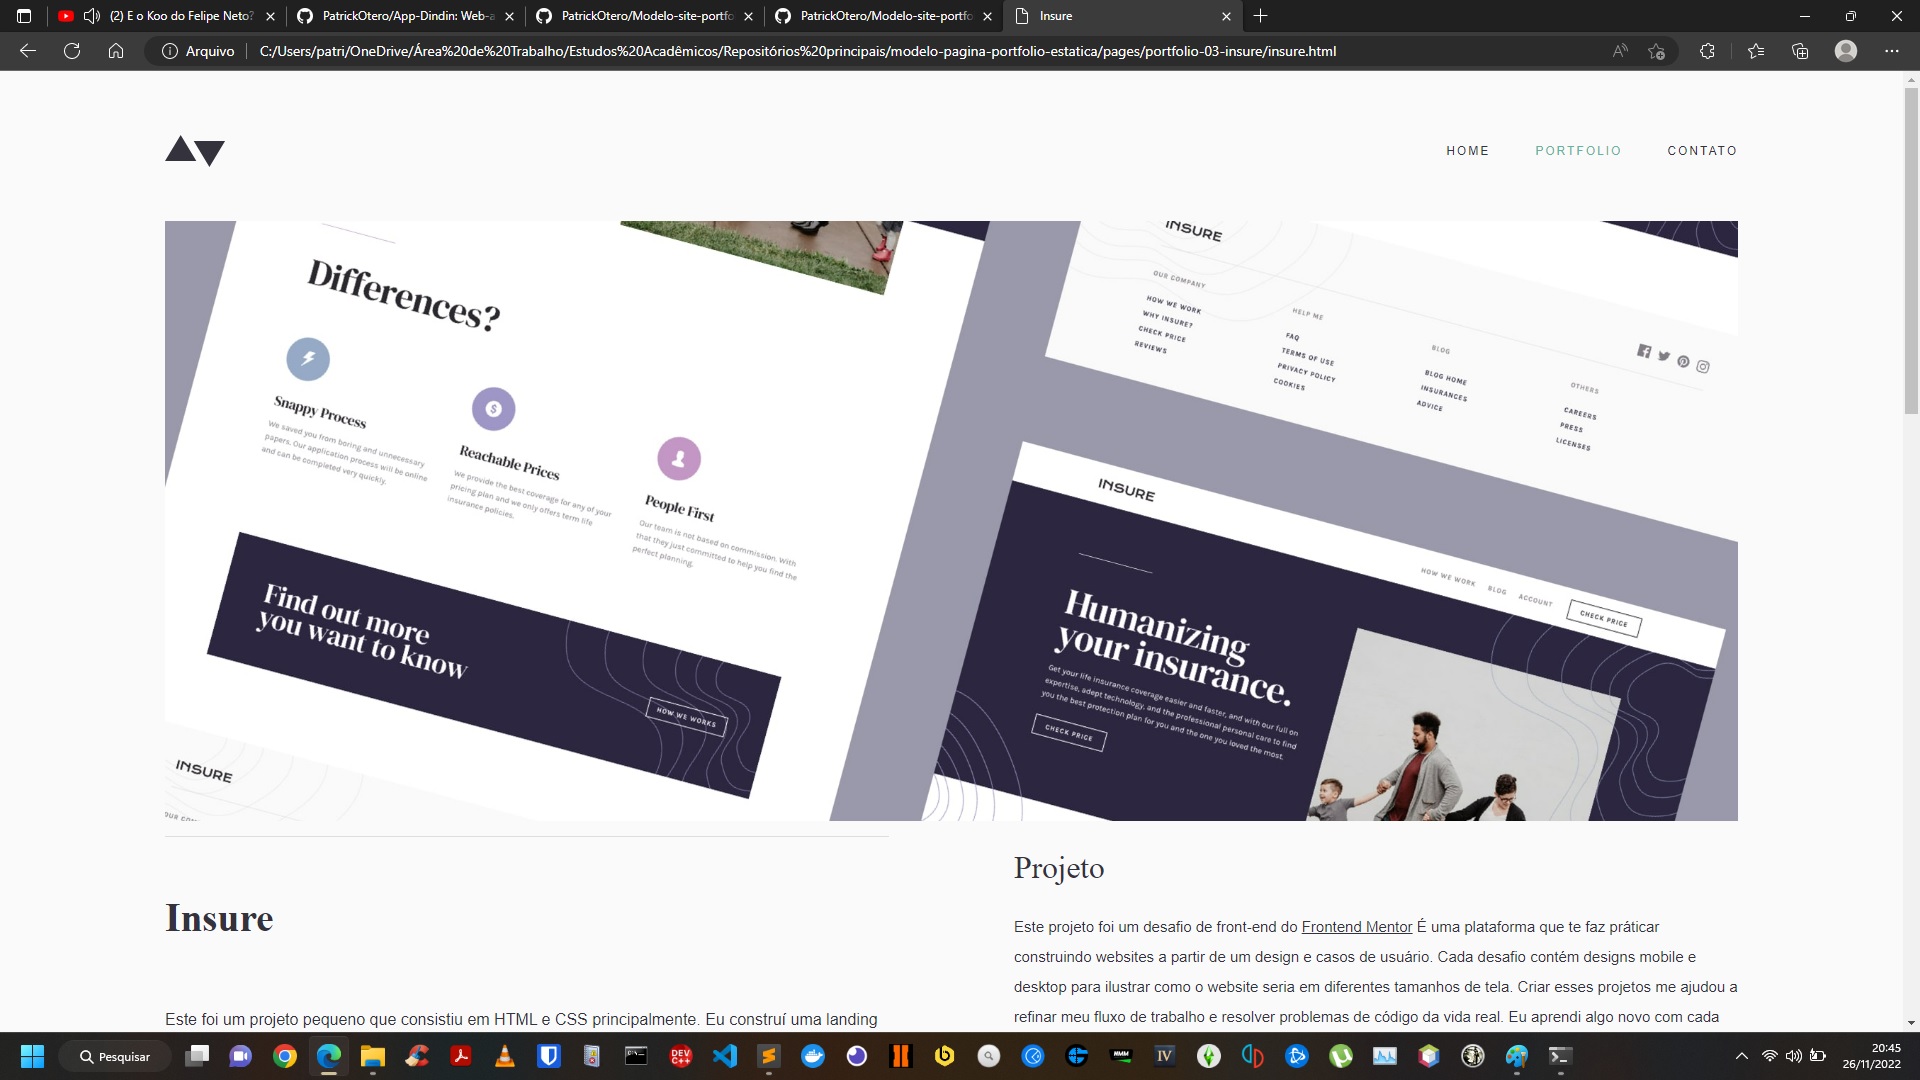 (2) E o Koo do Felipe Neto?
PatrickOtero/App-Dindin: Web-a
PatrickOtero/Modelo-site-portfo
PatrickOtero/Modelo-site-portfo
Insure
Arquivo
C:/Users/patri/OneDrive/Área%20de%20Trabalho/Estudos%20Acadêmicos/Repositórios%20principais/modelo-pagina-portfolio-estatica/pages/portfolio-03-insure/insure.html
HOME
PORTFOLIO
CONTATO
Differences?
Snappy Process
We saved you from boring and unnecessary
papers. Our application process will be online
and can be completed very quickly.
Reachable Prices
We provide the best coverage for any of your
pricing plan and we only offers term life
insurance policies.
People First
Our team is not based on commission. With
that they just committed to help you find the
perfect planning.
Find out more
you want to know
HOW WE WORKS
INSURE
OUR COM
INSURE
OUR COMPANY
HOW WE WORK
WHY INSURE?
CHECK PRICE
REVIEWS
HELP ME
FAQ
TERMS OF USE
PRIVACY POLICY
COOKIES
BLOG
BLOG HOME
INSURANCES
ADVICE
OTHERS
CAREERS
PRESS
LICENSES
INSURE
HOW WE WORK
BLOG
ACCOUNT
CHECK PRICE
Humanizing
your insurance.
Get your life insurance coverage easier and faster, and with our full on
expertise, adept technology, and the professional personal care to find
you the best protection plan for you and the one you loved the most.
CHECK PRICE
Insure
Este foi um projeto pequeno que consistiu em HTML e CSS principalmente. Eu construí uma landing
Projeto
Este projeto foi um desafio de front-end do Frontend Mentor É uma plataforma que te faz práticar
construindo websites a partir de um design e casos de usuário. Cada desafio contém designs mobile e
desktop para ilustrar como o website seria em diferentes tamanhos de tela. Criar esses projetos me ajudou a
refinar meu fluxo de trabalho e resolver problemas de código da vida real. Eu aprendi algo novo com cada
Pesquisar
DEV
C++
HMM
IV
20:45
26/11/2022